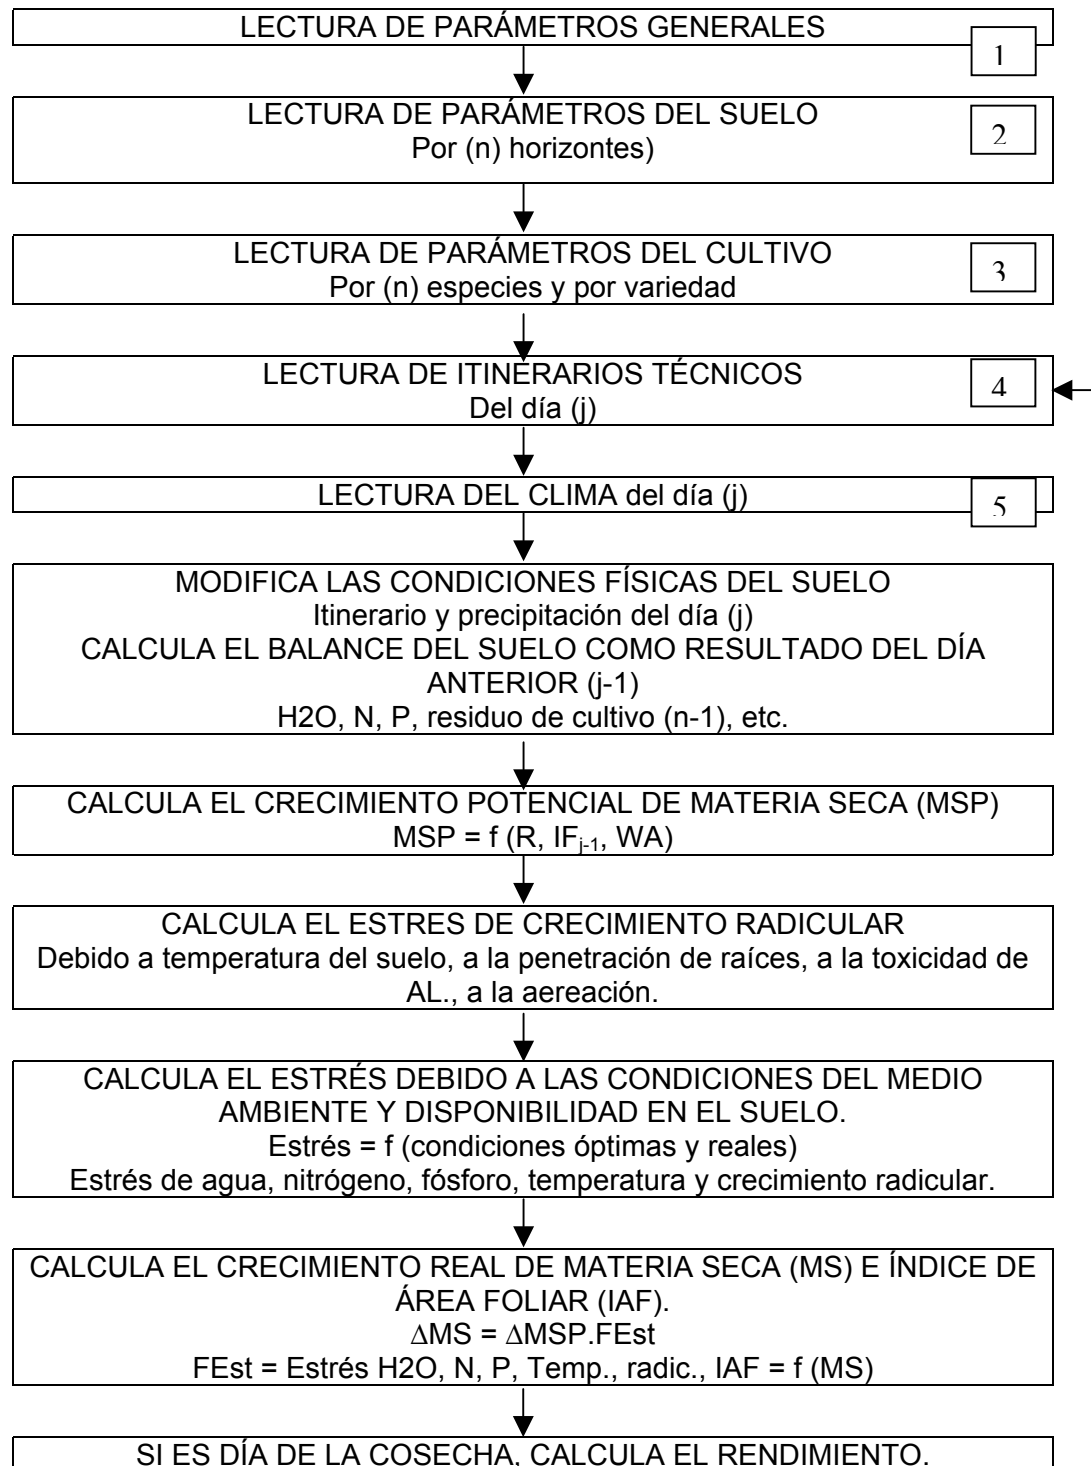 LECTURA DE PARÁMETROS GENERALES
1
LECTURA DE PARÁMETROS DEL SUELO
Por (n) horizontes)
2
LECTURA DE PARÁMETROS DEL CULTIVO
Por (n) especies y por variedad
3
LECTURA DE ITINERARIOS TÉCNICOS
Del día (j)
4
LECTURA DEL CLIMA del día (j)
5
MODIFICA LAS CONDICIONES FÍSICAS DEL SUELO
Itinerario y precipitación del día (j)
CALCULA EL BALANCE DEL SUELO COMO RESULTADO DEL DÍA
ANTERIOR (j-1)
H2O, N, P, residuo de cultivo (n-1), etc.
CALCULA EL CRECIMIENTO POTENCIAL DE MATERIA SECA (MSP)
MSP = f (R, IF_{j-1}, WA)
CALCULA EL ESTRES DE CRECIMIENTO RADICULAR
Debido a temperatura del suelo, a la penetración de raíces, a la toxicidad de
AL., a la aereación.
CALCULA EL ESTRÉS DEBIDO A LAS CONDICIONES DEL MEDIO
AMBIENTE Y DISPONIBILIDAD EN EL SUELO.
Estrés = f (condiciones óptimas y reales)
Estrés de agua, nitrógeno, fósforo, temperatura y crecimiento radicular.
CALCULA EL CRECIMIENTO REAL DE MATERIA SECA (MS) E ÍNDICE DE
ÁREA FOLIAR (IAF).
∆MS = ∆MSP.FEst
FEst = Estrés H2O, N, P, Temp., radic., IAF = f (MS)
SI ES DÍA DE LA COSECHA, CALCULA EL RENDIMIENTO.